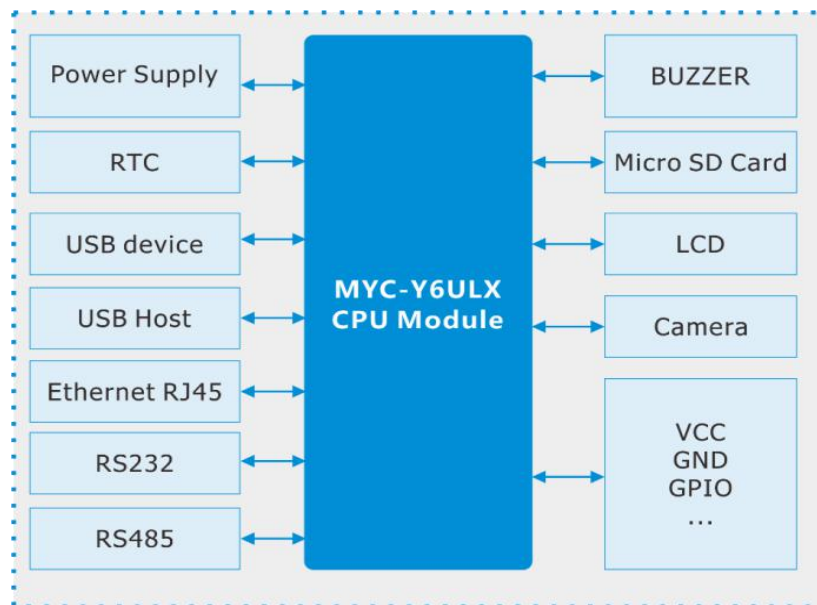 Power Supply
RTC
USB device
USB Host
Ethernet RJ45
RS232
RS485
MYC-Y6ULX
CPU Module
BUZZER
Micro SD Card
LCD
Camera
VCC
GND
GPIO
...